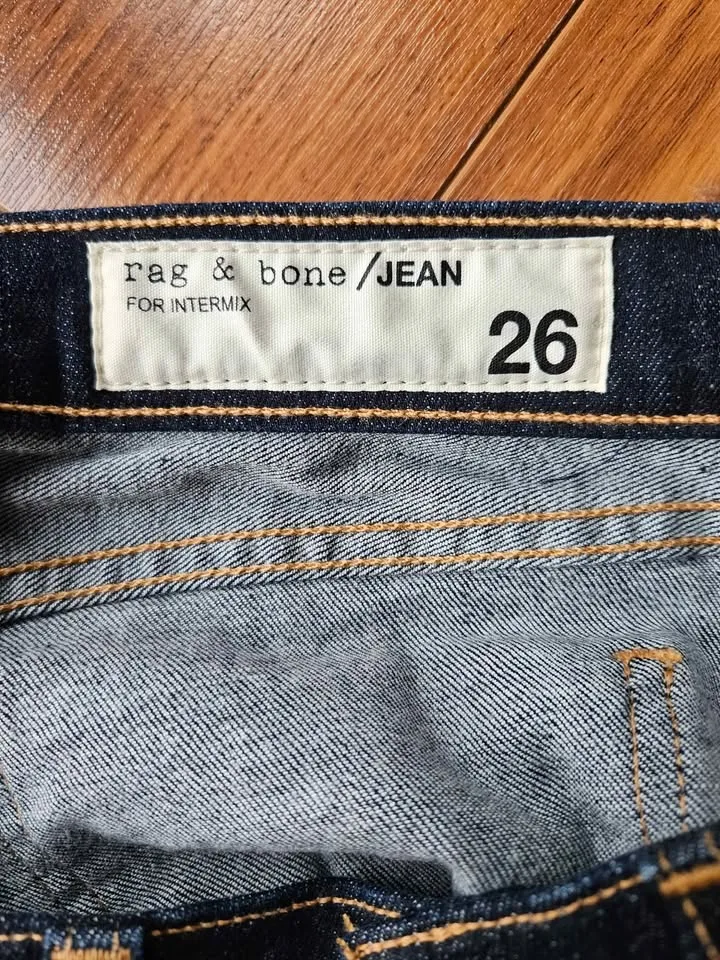 rag & bone/JEAN
FOR INTERMIX
26